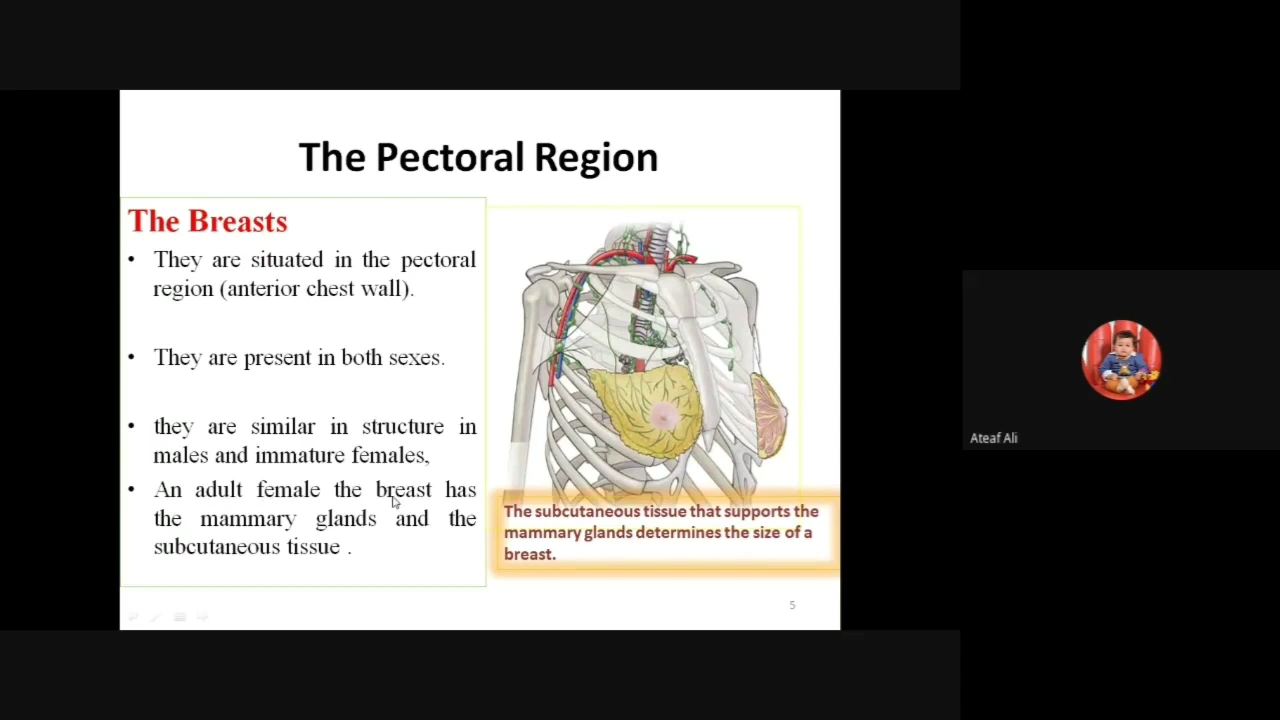 The Pectoral Region
The Breasts
• They are situated in the pectoral
region (anterior chest wall).
• They are present in both sexes.
• they are similar in structure in
males and immature females,
• An adult female the breast has
the mammary glands and the
subcutaneous tissue .
The subcutaneous tissue that supports the
mammary glands determines the size of a
breast.
5
Ateaf Ali